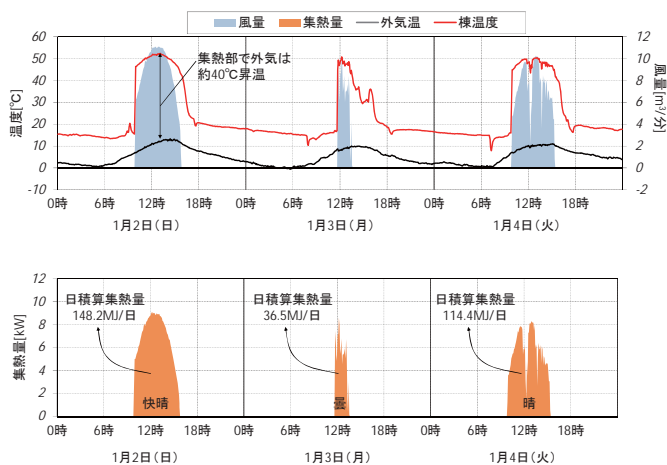 風量 集熱量 外気温 棟温度
60 12
50 10
40 8
30 6
20 4
10 2
0 0
-10 -2
温度[℃]
風量[m³/分]
集熱部で外気は
約40℃昇温
0時 6時 12時 18時 0時 6時 12時 18時 0時 6時 12時 18時
1月2日(日) 1月3日(月) 1月4日(火)
12
10
8
6
4
2
0
集熱量[kW]
日積算集熱量
148.2MJ/日
日積算集熱量
36.5MJ/日
日積算集熱量
114.4MJ/日
快晴 曇 晴
0時 6時 12時 18時 0時 6時 12時 18時 0時 6時 12時 18時
1月2日(日) 1月3日(月) 1月4日(火)